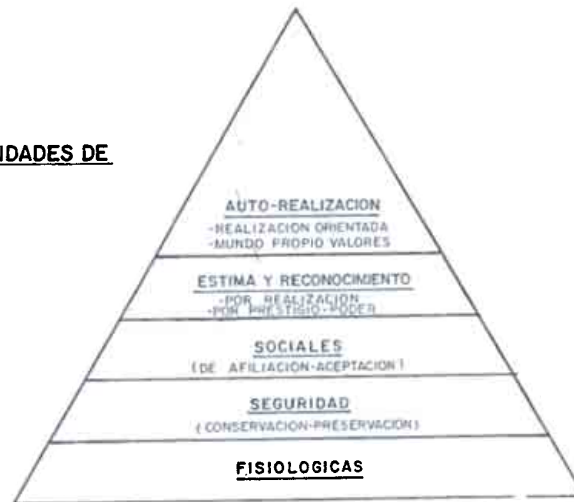 IDADES DE
AUTO-REALIZACION
-REALIZACION ORIENTADA
-MUNDO PROPIO VALORES
ESTIMA Y RECONOCIMIENTO
-POR REALIZACION
-POR PRESTIGIO-PODER
SOCIALES
(DE AFILIACION-ACEPTACION)
SEGURIDAD
(CONSERVACION-PRESERVACION)
FISIOLOGICAS